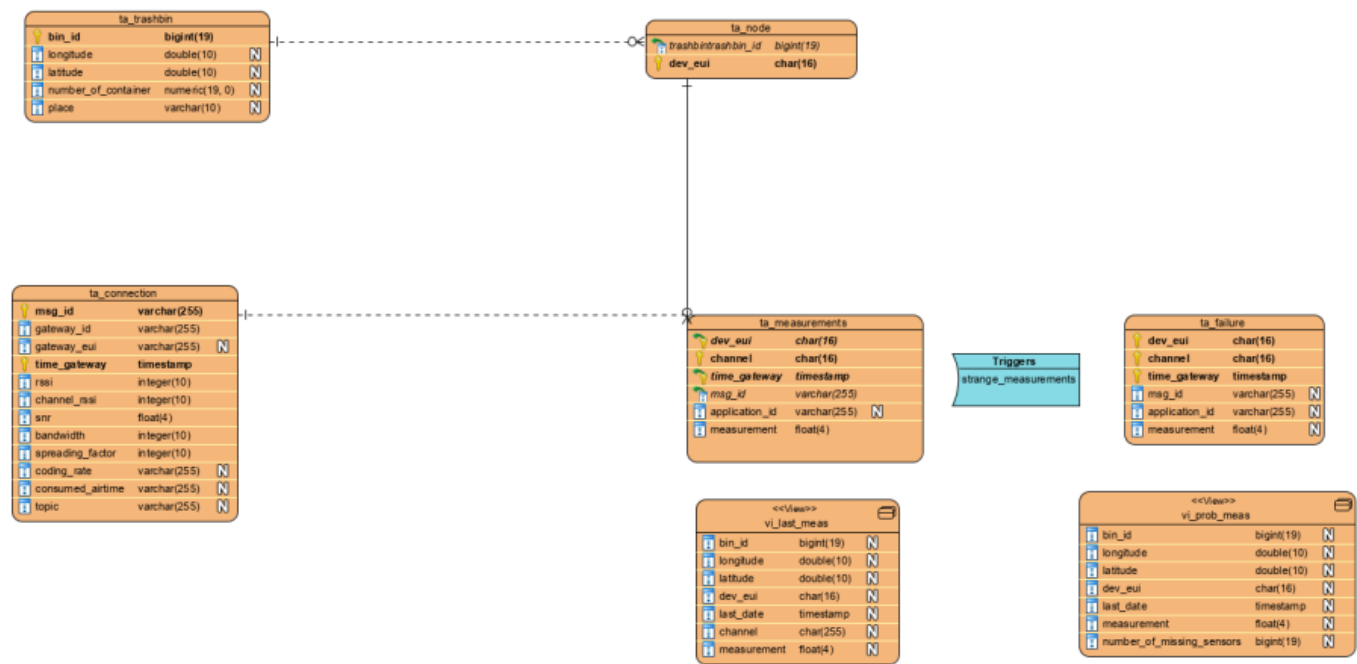 ta_trashbin
bin_id bigint(19)
longitude double(10) N
latitude double(10) N
number_of_container numeric(19, 0) N
place varchar(10) N
ta_node
trashbintrashbin_id bigint(19)
dev_eui char(16)
ta_connection
msg_id varchar(255)
gateway_id varchar(255)
gateway_eui varchar(255) N
time_gateway timestamp
rssi integer(10)
channel_rssi integer(10)
snr float(4)
bandwidth integer(10)
spreading_factor integer(10)
coding_rate varchar(255) N
consumed_airtime varchar(255) N
topic varchar(255) N
ta_measurements
dev_eui char(16)
channel char(16)
time_gateway timestamp
msg_id varchar(255)
application_id varchar(255) N
measurement float(4)
Triggers
strange_measurements
ta_failure
dev_eui char(16)
channel char(16)
time_gateway timestamp
msg_id varchar(255) N
application_id varchar(255) N
measurement float(4) N
<<View>>
vi_last_meas
bin_id bigint(19) N
longitude double(10) N
latitude double(10) N
dev_eui char(16) N
last_date timestamp N
channel char(255) N
measurement float(4) N
<<View>>
vi_prob_meas
bin_id bigint(19) N
longitude double(10) N
latitude double(10) N
dev_eui char(16) N
last_date timestamp N
measurement float(4) N
number_of_missing_sensors bigint(19) N